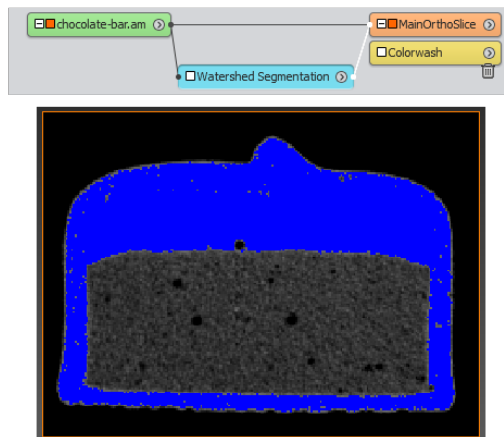 chocolate-bar.am
MainOrthoSlice
Colorwash
Watershed Segmentation